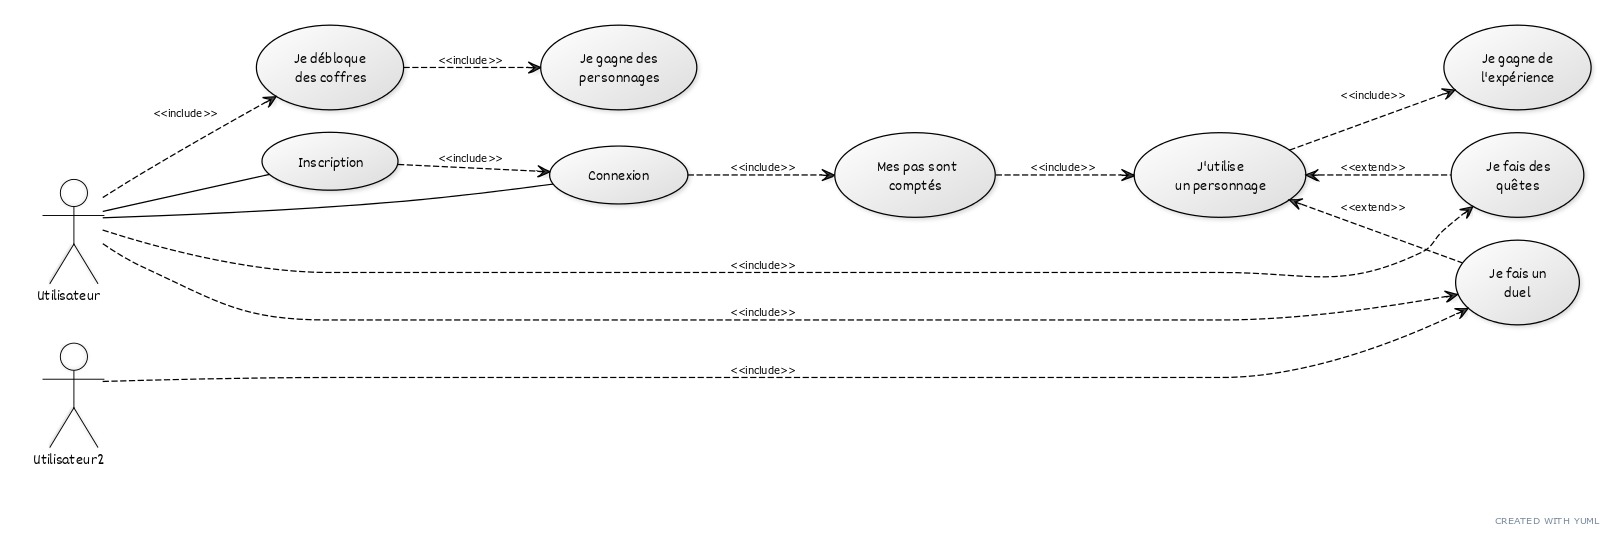 Je débloque
des coffres
<<include>>
Je gagne des
personnages
Je gagne de
l'expérience
<<include>>
<<include>>
Inscription
<<include>>
Connexion
<<include>>
Mes pas sont
comptés
<<include>>
J'utilise
un personnage
<<extend>>
Je fais des
quêtes
<<extend>>
Utilisateur
<<include>>
Je fais un
duel
<<include>>
<<include>>
Utilisateur2
CREATED WITH YUML